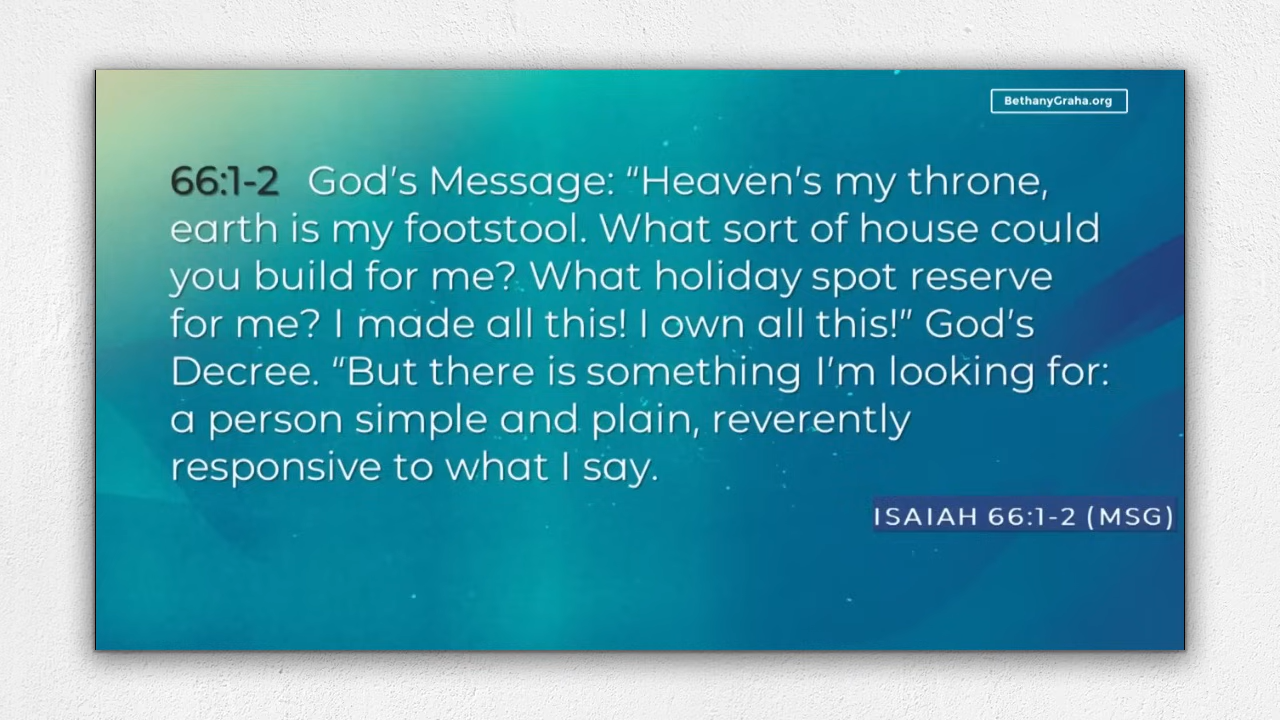 BethanyGraha.org
66:1-2 God’s Message: “Heaven’s my throne,
earth is my footstool. What sort of house could
you build for me? What holiday spot reserve
for me? I made all this! I own all this!” God’s
Decree. “But there is something I’m looking for:
a person simple and plain, reverently
responsive to what I say.
ISAIAH 66:1-2 (MSG)